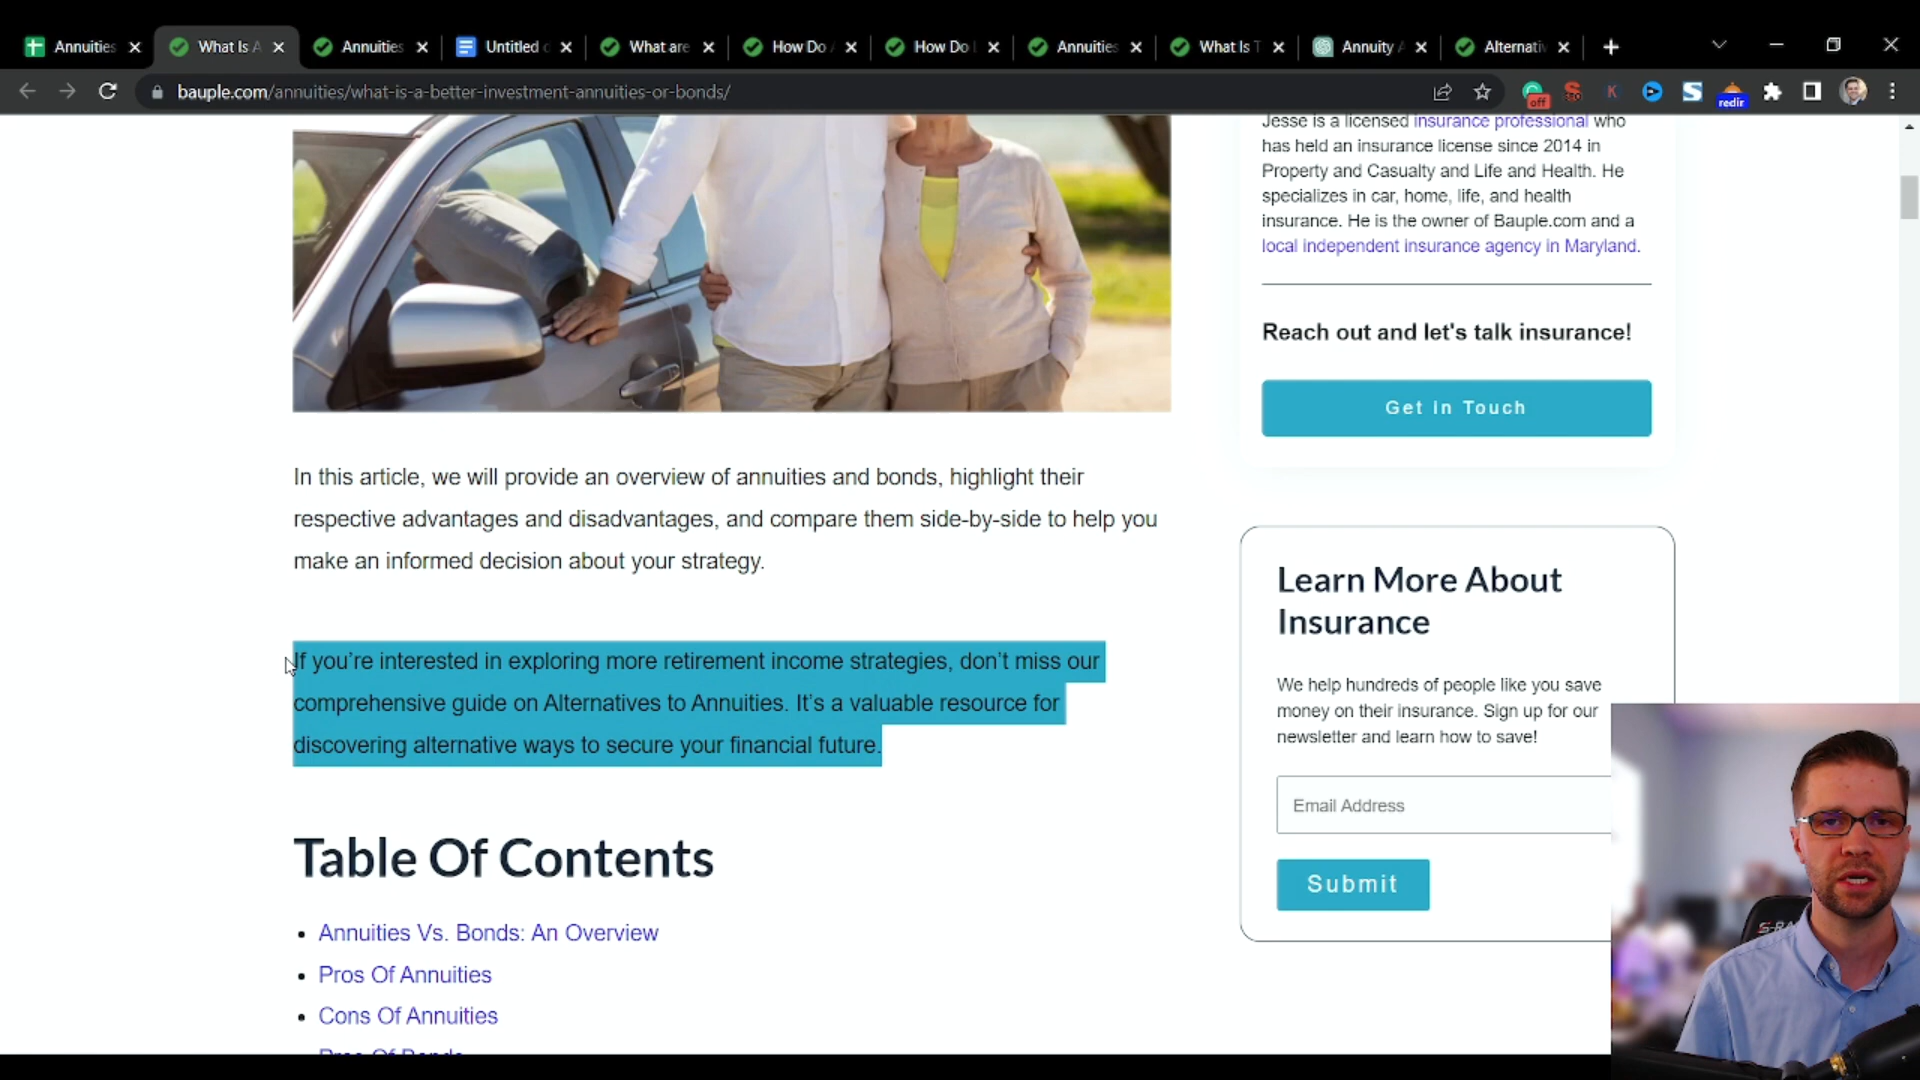 Annuities
What Is A
Annuities
Untitled
What are
How Do
How Do
Annuities
What Is T
Annuity
Alternativ
bauple.com/annuities/what-is-a-better-investment-annuities-or-bonds/
off
redir
Jesse is a licensed insurance professional who
has held an insurance license since 2014 in
Property and Casualty and Life and Health. He
specializes in car, home, life, and health
insurance. He is the owner of Bauple.com and a
local independent insurance agency in Maryland.
Reach out and let's talk insurance!
Get In Touch
In this article, we will provide an overview of annuities and bonds, highlight their
respective advantages and disadvantages, and compare them side-by-side to help you
make an informed decision about your strategy.
If you’re interested in exploring more retirement income strategies, don’t miss our
comprehensive guide on Alternatives to Annuities. It’s a valuable resource for
discovering alternative ways to secure your financial future.
Table Of Contents
Annuities Vs. Bonds: An Overview
Pros Of Annuities
Cons Of Annuities
Pros Of Bonds
Learn More About
Insurance
We help hundreds of people like you save
money on their insurance. Sign up for our
newsletter and learn how to save!
Email Address
Submit